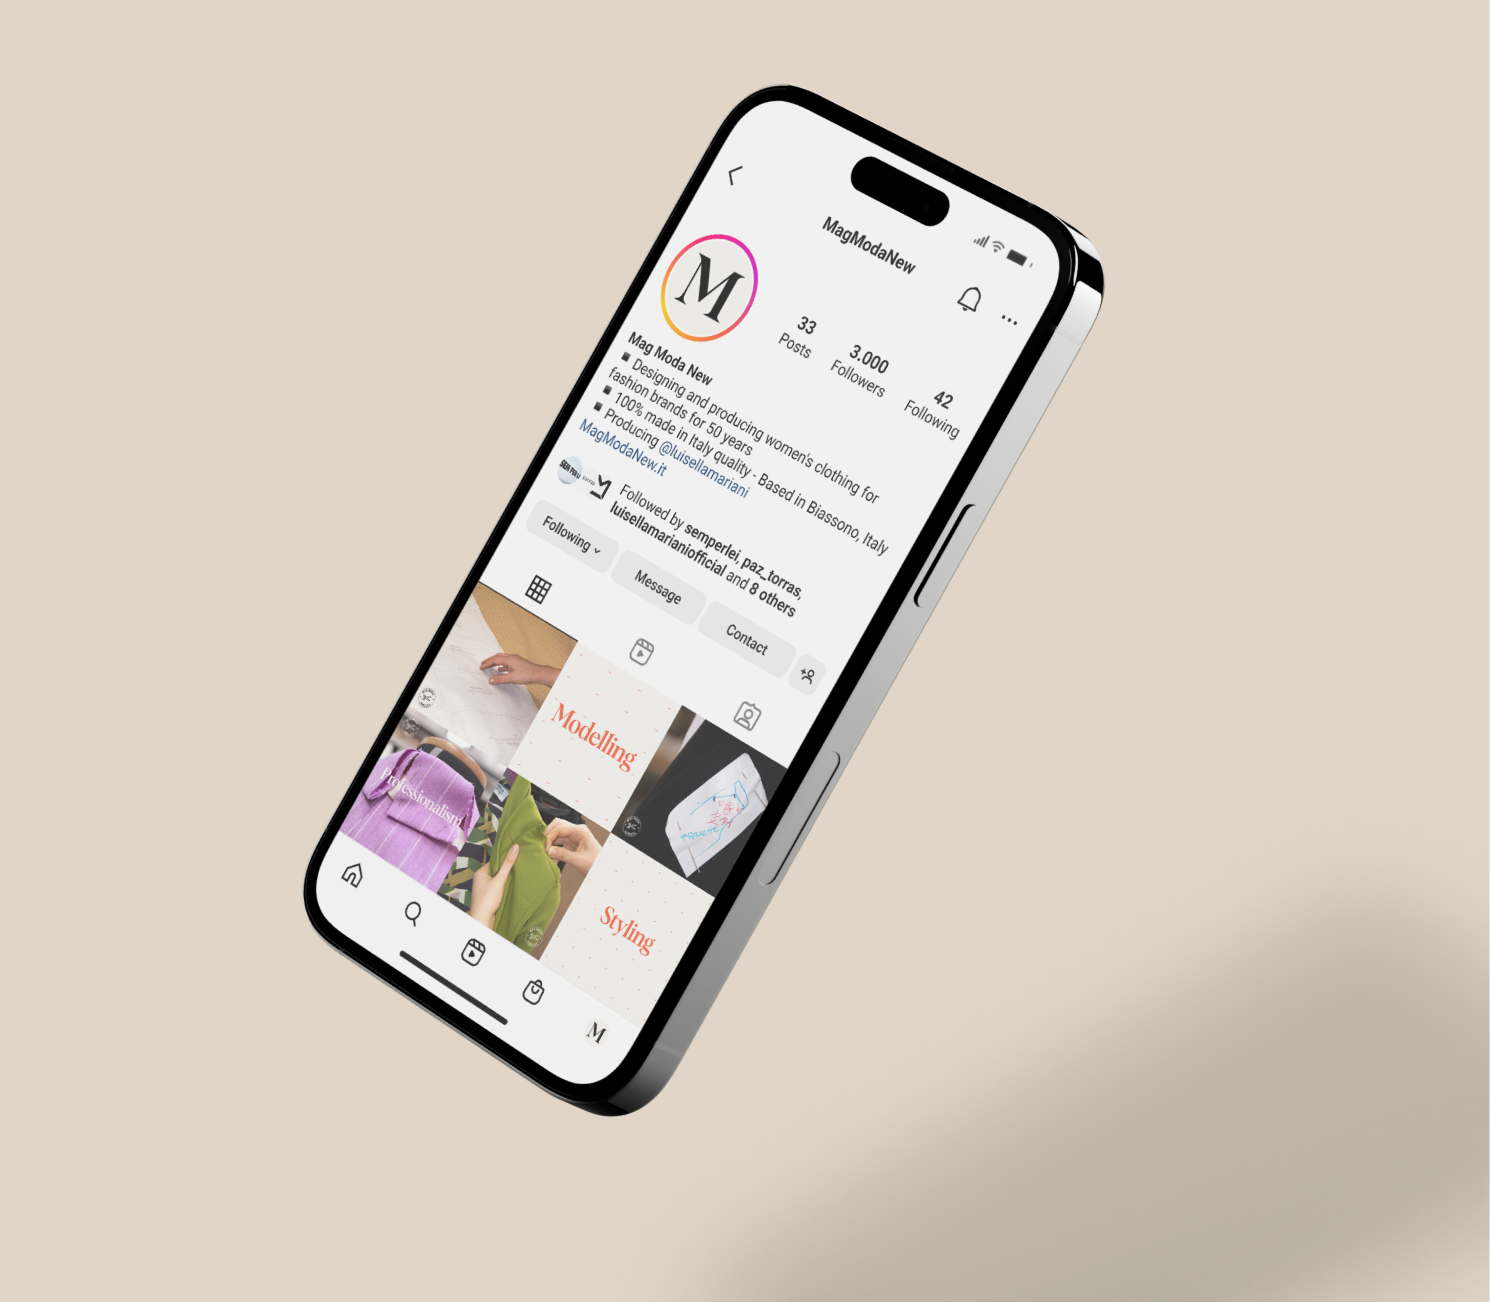 MagModaNew
M
33
Posts
3.000
Followers
42
Following
Mag Moda New
▪ Designing and producing women's clothing for
fashion brands for 50 years
▪ 100% made in Italy quality - Based in Biassono, Italy
▪ Producing @luisellamariani
MagModaNew.it
Followed by semperlei, paz_torras,
luisellamarianiofficial and 8 others
Following
Message
Contact
Modelling
Professionalism
Styling
M